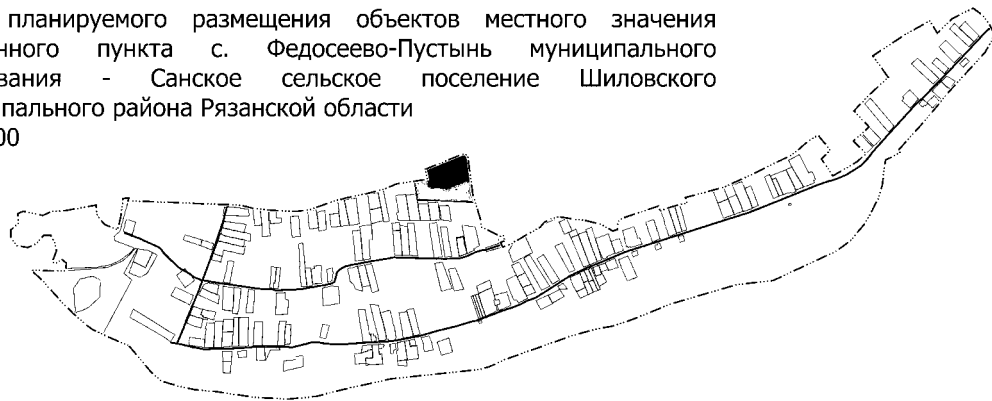 планируемого размещения объектов местного значения
нного пункта с. Федосеево-Пустынь муниципального
вания - Санское сельское поселение Шиловского
пального района Рязанской области
00